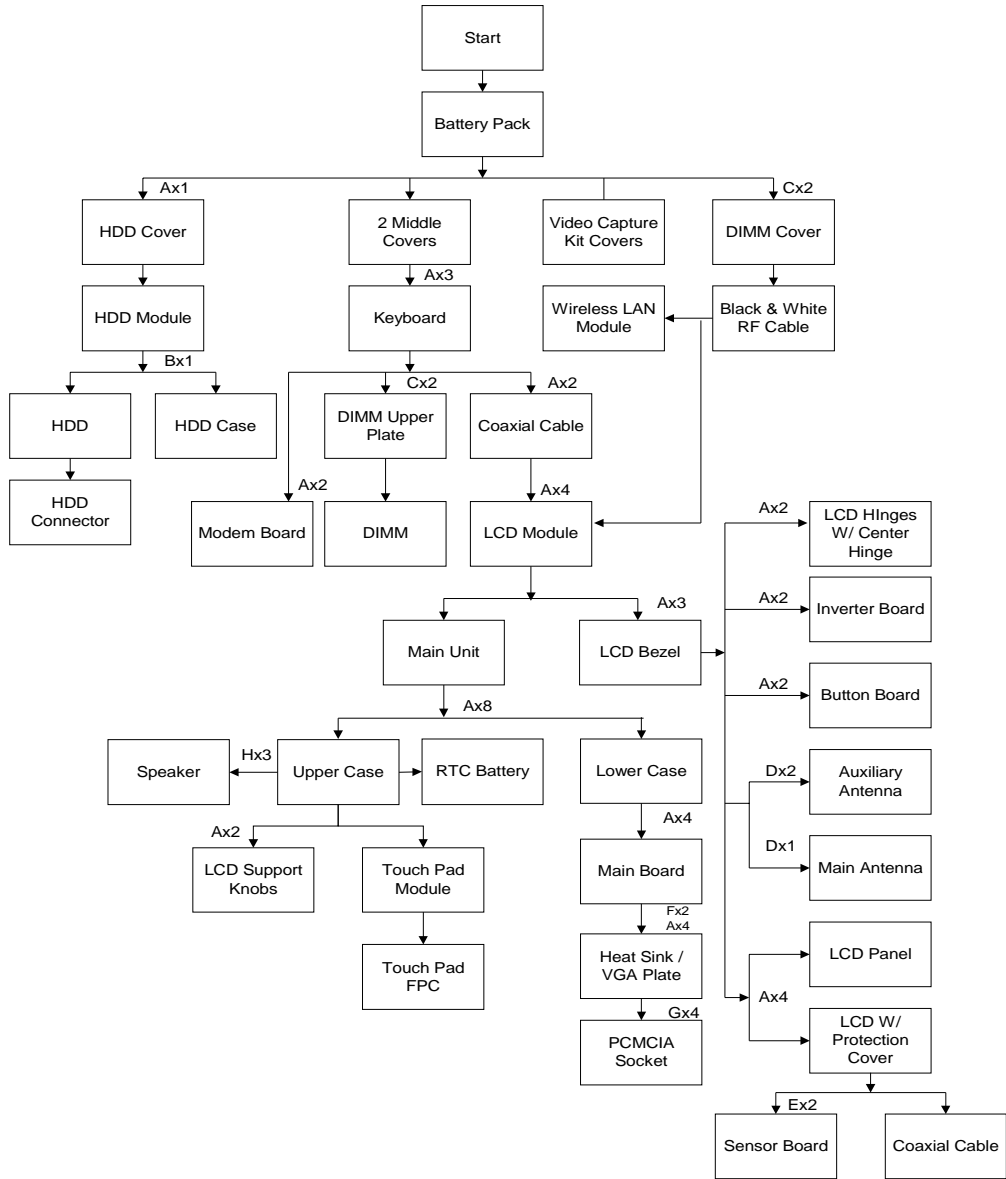 Start
Battery Pack
Ax1
Cx2
HDD Cover
2 Middle
Covers
Video Capture
Kit Covers
DIMM Cover
Ax3
HDD Module
Keyboard
Wireless LAN
Module
Black & White
RF Cable
Bx1
Cx2
Ax2
HDD
HDD Case
DIMM Upper
Plate
Coaxial Cable
Ax2
Ax4
HDD
Connector
Modem Board
DIMM
LCD Module
Ax2
LCD HInges
W/ Center
Hinge
Ax3
Ax2
Inverter Board
Main Unit
LCD Bezel
Ax2
Button Board
Ax8
Speaker
Hx3
Upper Case
RTC Battery
Lower Case
Dx2
Auxiliary
Antenna
Ax2
Ax4
Dx1
LCD Support
Knobs
Touch Pad
Module
Main Board
Main Antenna
Fx2
Ax4
Touch Pad
FPC
Heat Sink /
VGA Plate
LCD Panel
Ax4
Gx4
PCMCIA
Socket
LCD W/
Protection
Cover
Ex2
Sensor Board
Coaxial Cable